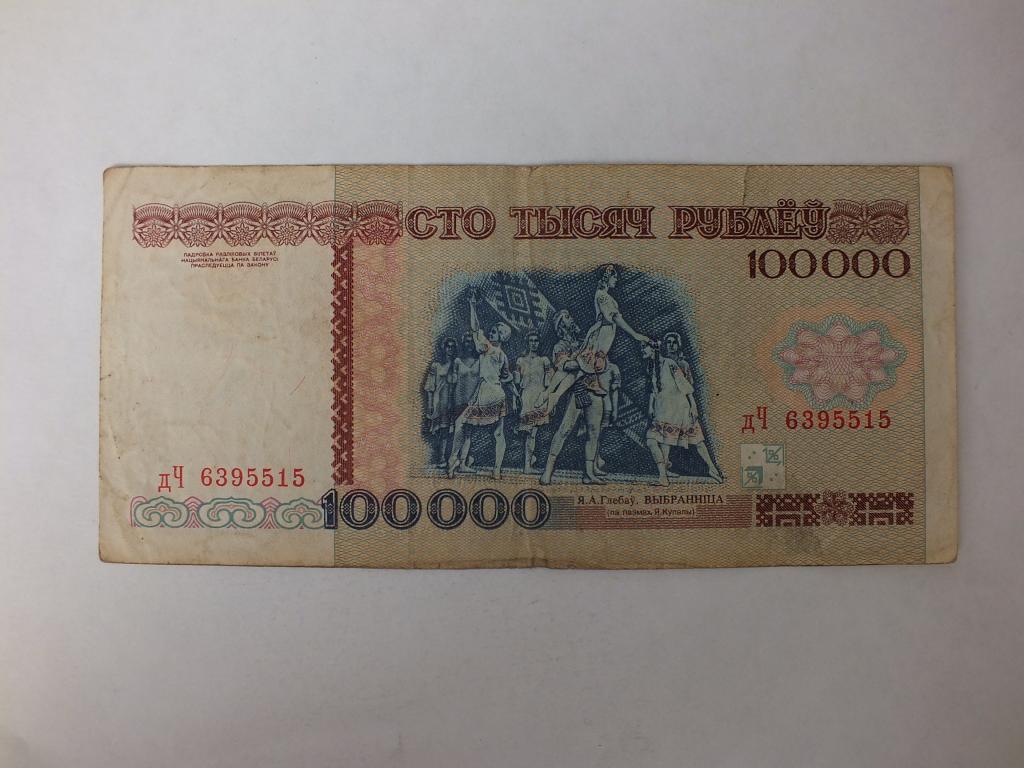 СТО ТЫСЯЧ РУБЛЁЎ
ПАДРОБКА РАЗЛІКОВЫХ БІЛЕТАЎ
НАЦЫЯНАЛЬНАГА БАНКА БЕЛАРУСІ
ПРАСЛЕДУЕЦЦА ПА ЗАКОНУ
100000
дЧ 6395515
дЧ 6395515
100000
Я.А.Глебаў. ВЫБРАННІЦА
(па паэмах Я.Купалы)